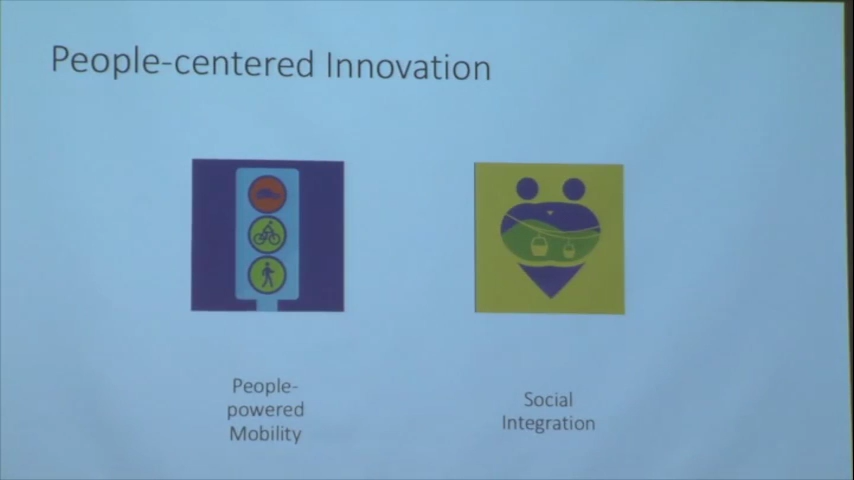 People-centered Innovation
People-
powered
Mobility
Social
Integration